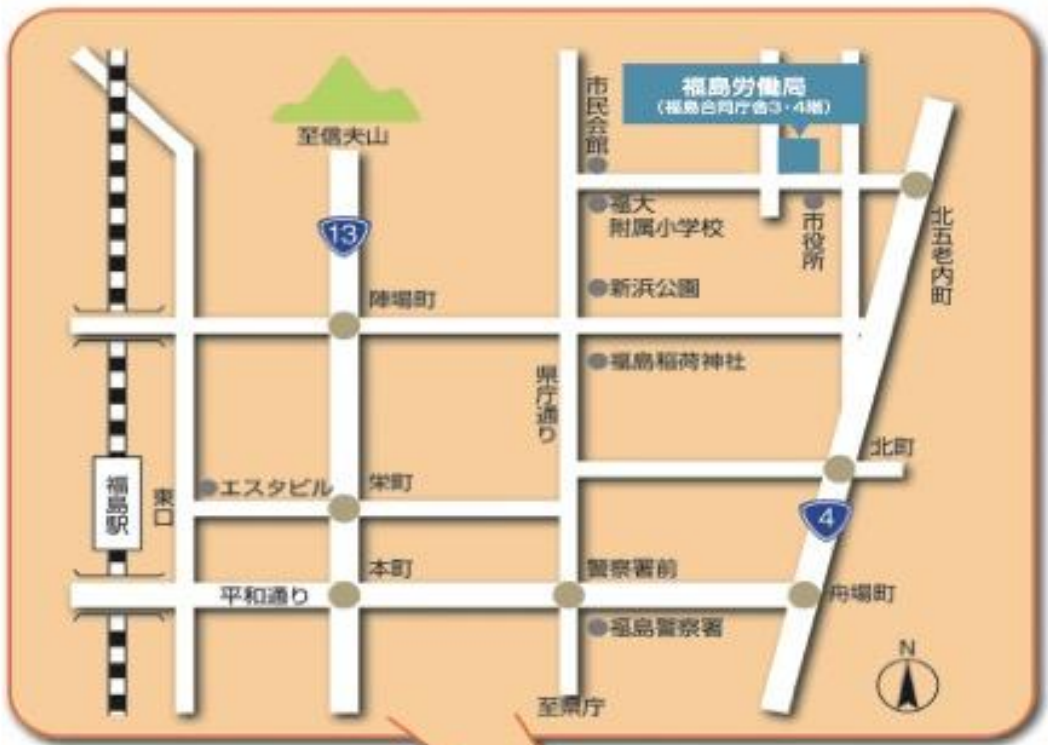 福島労働局
(福島合同庁舎3・4階)
市民会館
至信夫山
13
福大
附属小学校
市役所
北五老内町
新浜公園
陣場町
福島稲荷神社
県庁通り
北町
エスタビル
栄町
福島駅
東口
4
本町
警察署前
平和通り
舟場町
福島警察署
N
至県庁